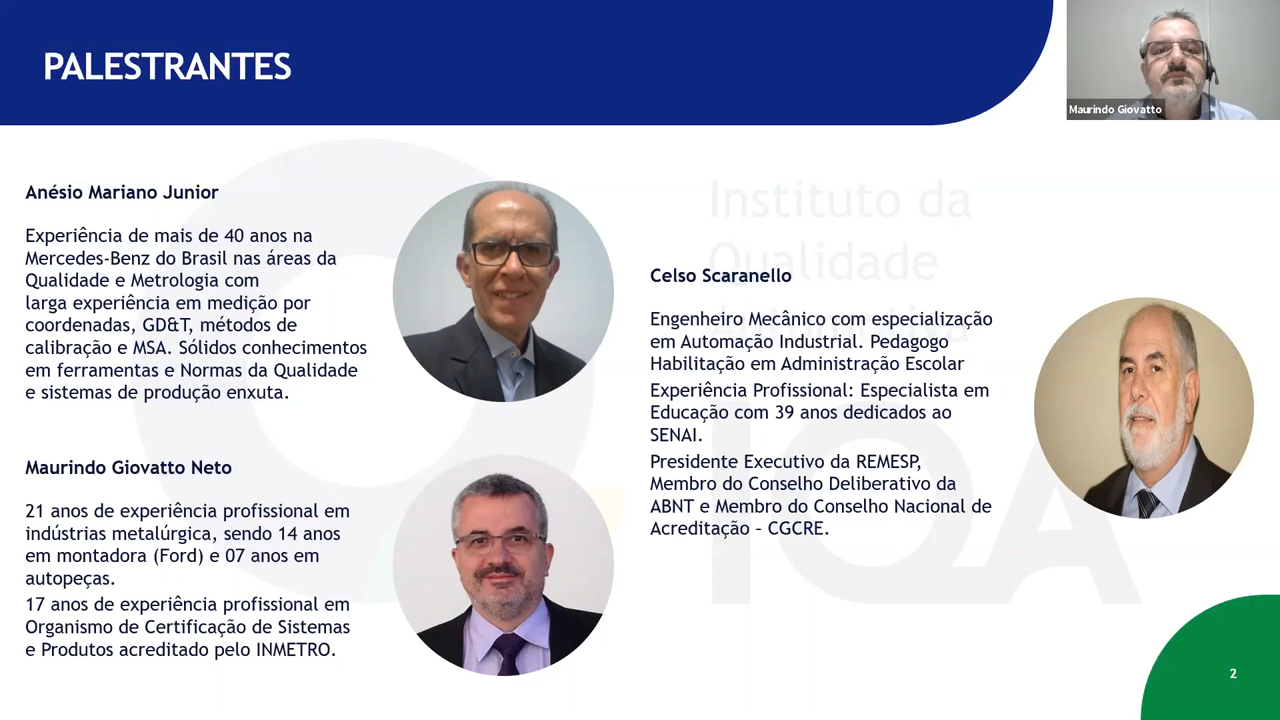 PALESTRANTES
Maurindo Giovatto
Anésio Mariano Junior
Experiência de mais de 40 anos na
Mercedes-Benz do Brasil nas áreas da
Qualidade e Metrologia com
larga experiência em medição por
coordenadas, GD&T, métodos de
calibração e MSA. Sólidos conhecimentos
em ferramentas e Normas da Qualidade
e sistemas de produção enxuta.
Maurindo Giovatto Neto
21 anos de experiência profissional em
indústrias metalúrgica, sendo 14 anos
em montadora (Ford) e 07 anos em
autopeças.
17 anos de experiência profissional em
Organismo de Certificação de Sistemas
e Produtos acreditado pelo INMETRO.
Instituto da
Qualidade
Celso Scaranello
Engenheiro Mecânico com especialização
em Automação Industrial. Pedagogo
Habilitação em Administração Escolar
Experiência Profissional: Especialista em
Educação com 39 anos dedicados ao
SENAI.
Presidente Executivo da REMESP,
Membro do Conselho Deliberativo da
ABNT e Membro do Conselho Nacional de
Acreditação – CGCRE.
IQA
2